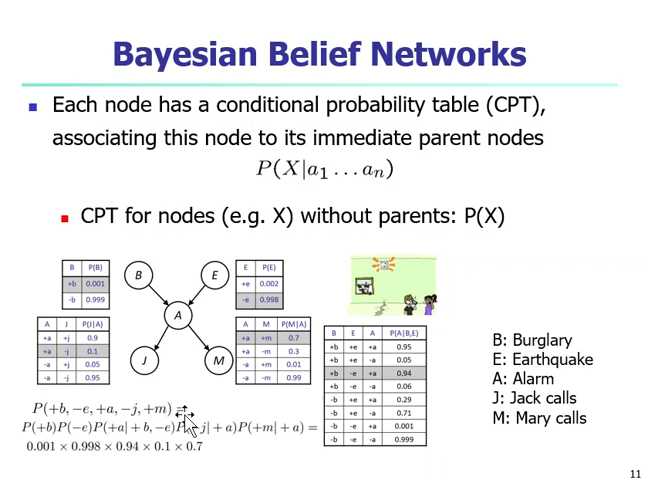 Bayesian Belief Networks
Each node has a conditional probability table (CPT),
associating this node to its immediate parent nodes
P(X|a₁ … aₙ)
CPT for nodes (e.g. X) without parents: P(X)
B P(B)
+b 0.001
-b 0.999
B
E
E P(E)
+e 0.002
-e 0.998
A
A J P(J|A)
+a +j 0.9
+a -j 0.1
-a +j 0.05
-a -j 0.95
J
M
A M P(M|A)
+a +m 0.7
+a -m 0.3
-a +m 0.01
-a -m 0.99
B E A P(A|B,E)
+b +e +a 0.95
+b +e -a 0.05
+b -e +a 0.94
+b -e -a 0.06
-b +e +a 0.29
-b +e -a 0.71
-b -e +a 0.001
-b -e -a 0.999
B: Burglary
E: Earthquake
A: Alarm
J: Jack calls
M: Mary calls
P(+b, −e, +a, −j, +m) =
P(+b)P(−e)P(+a| + b, −e)P −j| + a)P(+m| + a) =
0.001 × 0.998 × 0.94 × 0.1 × 0.7
11